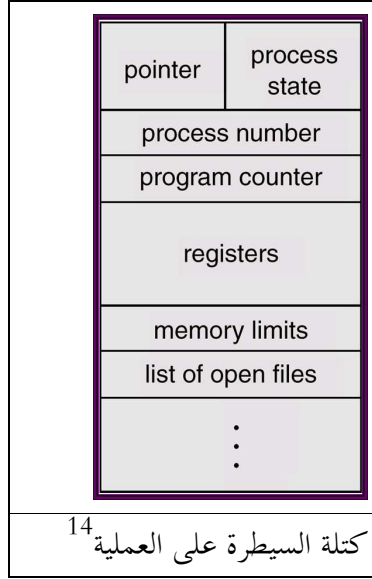 pointer
process
state
process number
program counter
registers
memory limits
list of open files
كتلة السيطرة على العملية14